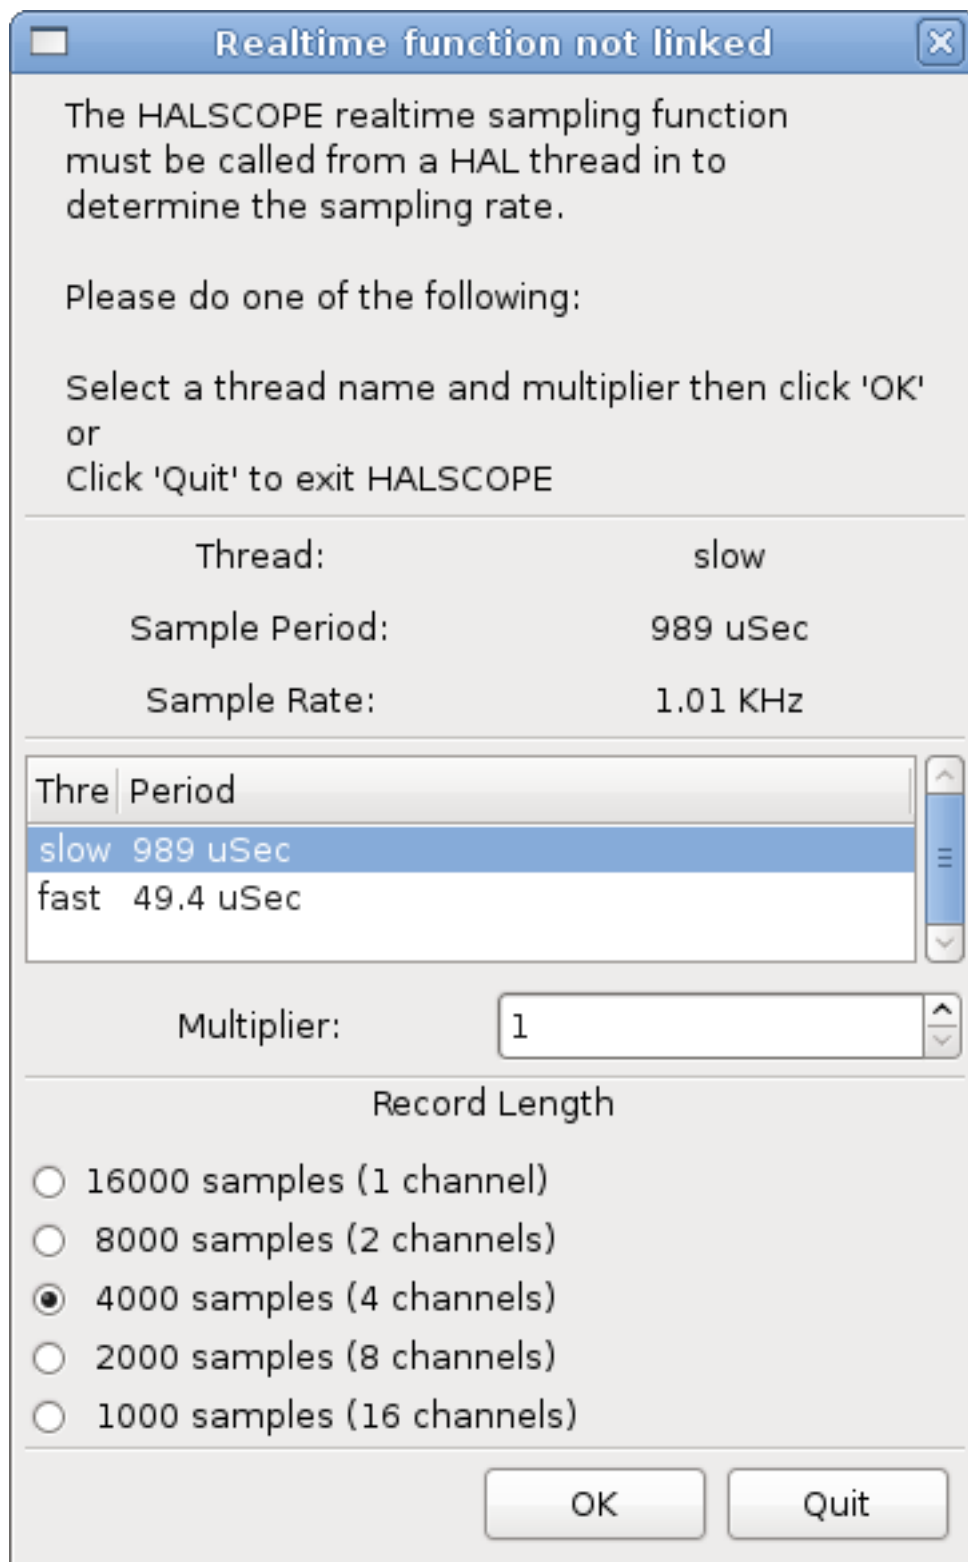 Realtime function not linked
The HALSCOPE realtime sampling function
must be called from a HAL thread in to
determine the sampling rate.
Please do one of the following:
Select a thread name and multiplier then click 'OK'
or
Click 'Quit' to exit HALSCOPE
Thread: slow
Sample Period: 989 uSec
Sample Rate: 1.01 KHz
Thre Period
slow 989 uSec
fast 49.4 uSec
Multiplier: 1
Record Length
16000 samples (1 channel)
8000 samples (2 channels)
4000 samples (4 channels)
2000 samples (8 channels)
1000 samples (16 channels)
OK Quit